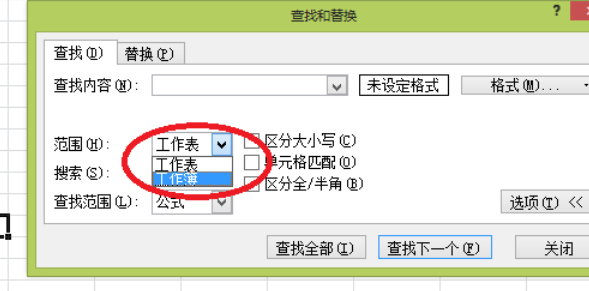 查找和替换 ?
查找(D) 替换(P)
查找内容(N): 未设定格式 格式(M)...
范围(H): 工作表 区分大小写(C)
工作表 单元格匹配(O)
搜索(S): 工作簿 区分全/半角(B)
查找范围(L): 公式 选项(T) <<
查找全部(I) 查找下一个(F) 关闭